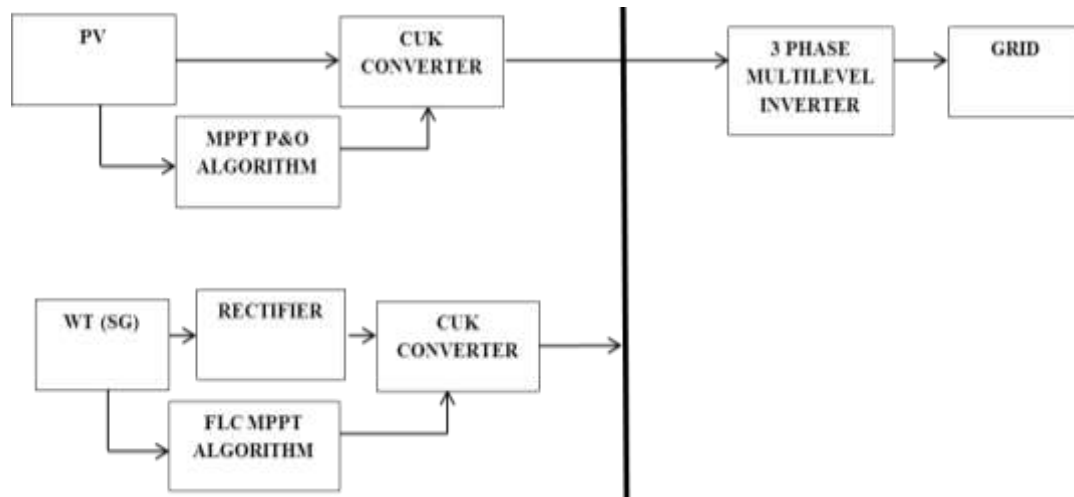 PV
CUK
CONVERTER
MPPT P&O
ALGORITHM
3 PHASE
MULTILEVEL
INVERTER
GRID
WT (SG)
RECTIFIER
CUK
CONVERTER
FLC MPPT
ALGORITHM